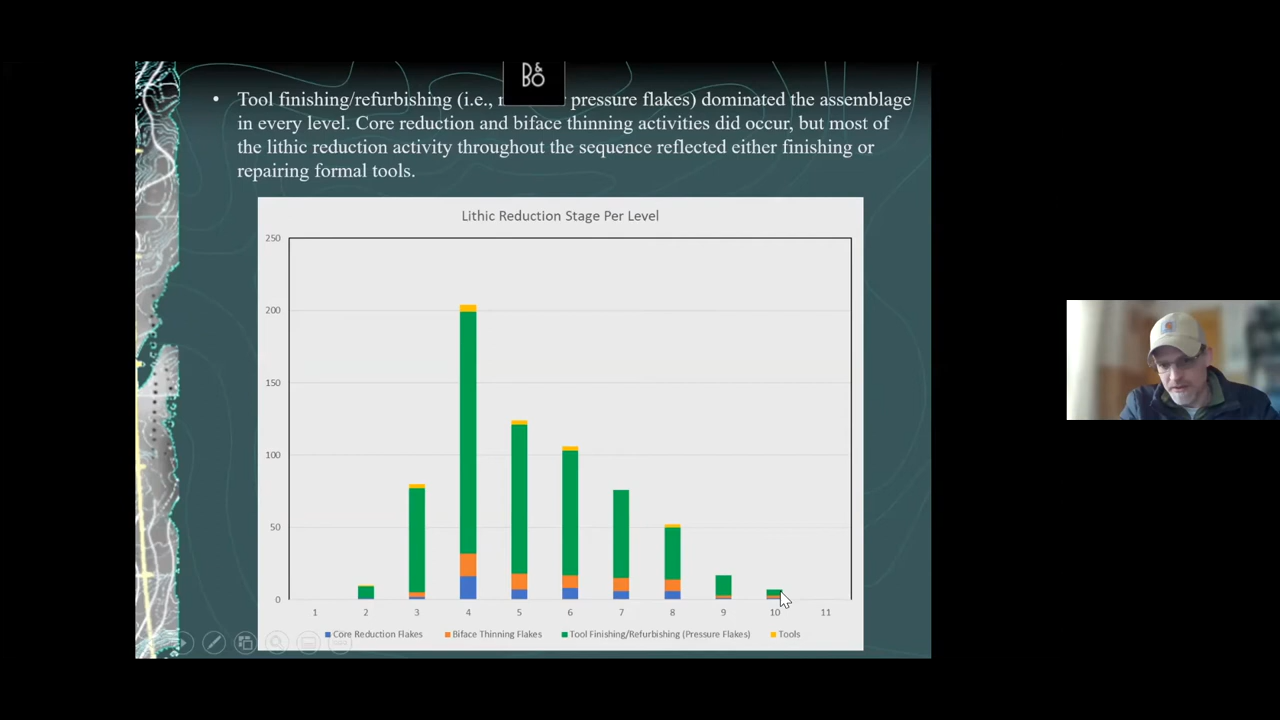 B&O
• Tool finishing/refurbishing (i.e., pressure flakes) dominated the assemblage
in every level. Core reduction and biface thinning activities did occur, but most of
the lithic reduction activity throughout the sequence reflected either finishing or
repairing formal tools.
Lithic Reduction Stage Per Level
250
200
150
100
50
0
1 2 3 4 5 6 7 8 9 10 11
Core Reduction Flakes Biface Thinning Flakes Tool Finishing/Refurbishing (Pressure Flakes) Tools